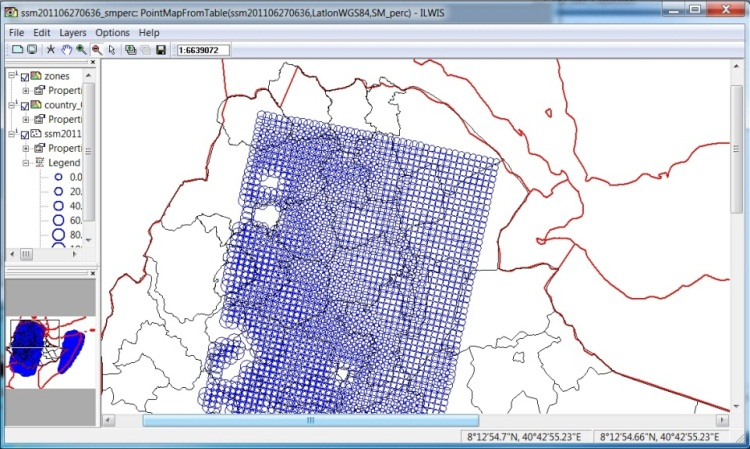 ssm201106270636_smperc: PointMapFromTable(ssm201106270636,LatlonWGS84,SM_perc) - ILWIS
File Edit Layers Options Help
1:6639072
zones
Propert
country_
Propert
ssm2011
Propert
Legend
0.0
20.
40.
60.
80.
8°12'54.7"N, 40°42'55.23"E
8°12'54.66"N, 40°42'55.23"E